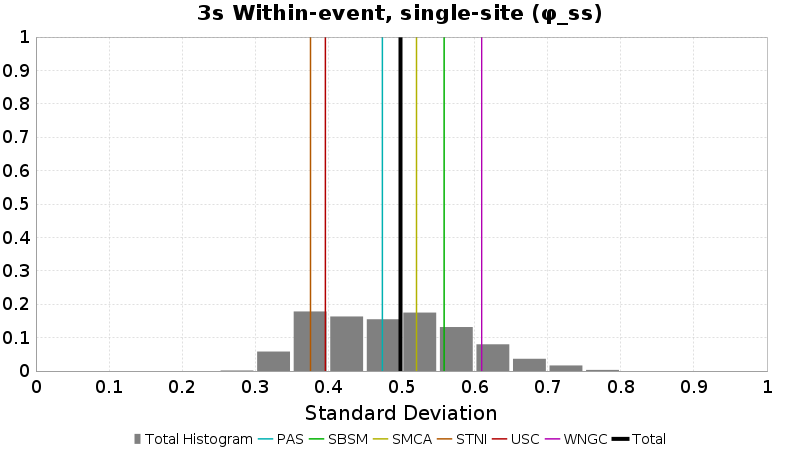 3s Within-event, single-site (φ_ss)
1
0.9
0.8
0.7
0.6
0.5
0.4
0.3
0.2
0.1
0
0 0.1 0.2 0.3 0.4 0.5 0.6 0.7 0.8 0.9 1
Standard Deviation
Total Histogram PAS SBSM SMCA STNI USC WNGC Total